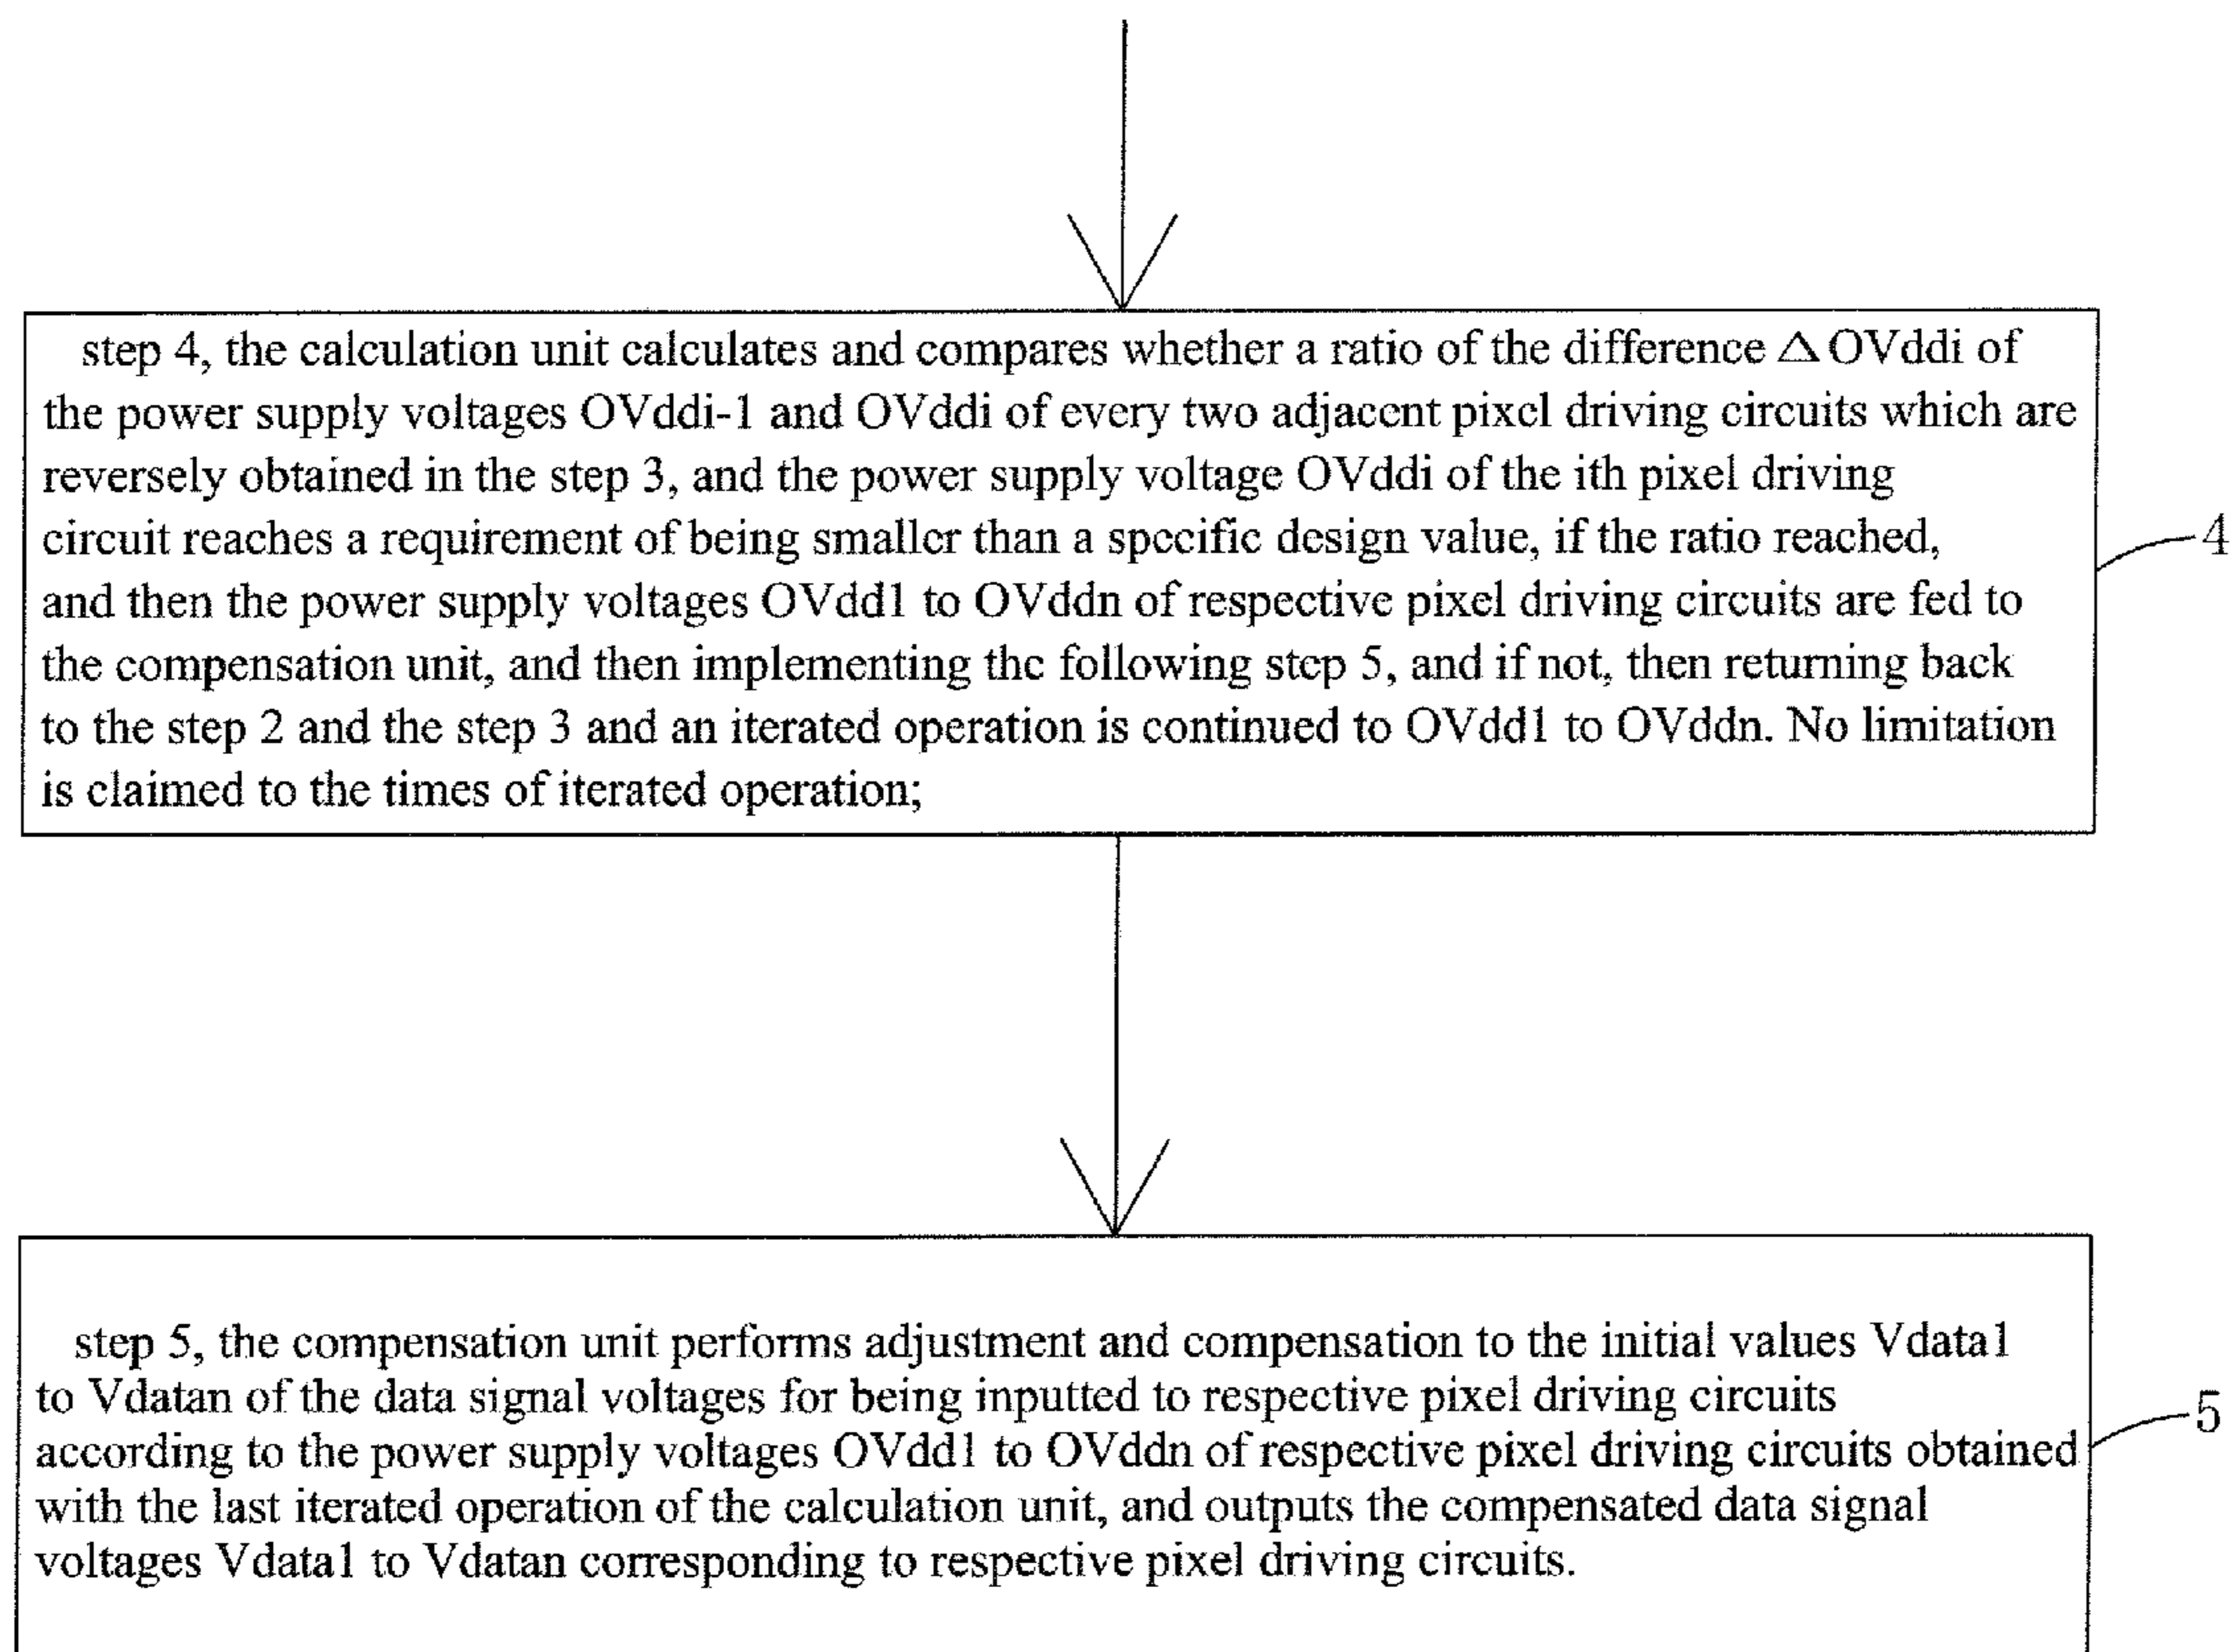 step 4, the calculation unit calculates and compares whether a ratio of the difference △OVddi of
the power supply voltages OVddi-1 and OVddi of every two adjacent pixel driving circuits which are
reversely obtained in the step 3, and the power supply voltage OVddi of the ith pixel driving
circuit reaches a requirement of being smaller than a specific design value, if the ratio reached,
and then the power supply voltages OVdd1 to OVddn of respective pixel driving circuits are fed to
the compensation unit, and then implementing the following step 5, and if not, then returning back
to the step 2 and the step 3 and an iterated operation is continued to OVdd1 to OVddn. No limitation
is claimed to the times of iterated operation;
4
step 5, the compensation unit performs adjustment and compensation to the initial values Vdata1
to Vdatan of the data signal voltages for being inputted to respective pixel driving circuits
according to the power supply voltages OVdd1 to OVddn of respective pixel driving circuits obtained
with the last iterated operation of the calculation unit, and outputs the compensated data signal
voltages Vdata1 to Vdatan corresponding to respective pixel driving circuits.
5